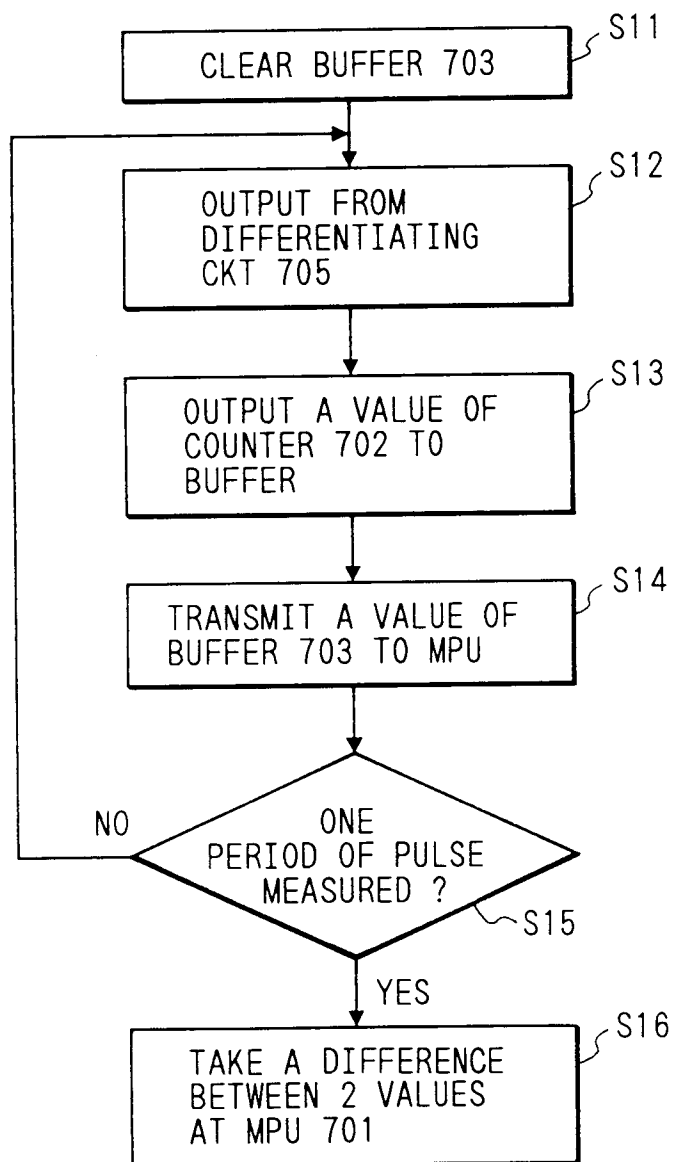 S11
CLEAR BUFFER 703
S12
OUTPUT FROM
DIFFERENTIATING
CKT 705
S13
OUTPUT A VALUE OF
COUNTER 702 TO
BUFFER
S14
TRANSMIT A VALUE OF
BUFFER 703 TO MPU
NO
ONE
PERIOD OF PULSE
MEASURED ?
S15
YES
S16
TAKE A DIFFERENCE
BETWEEN 2 VALUES
AT MPU 701